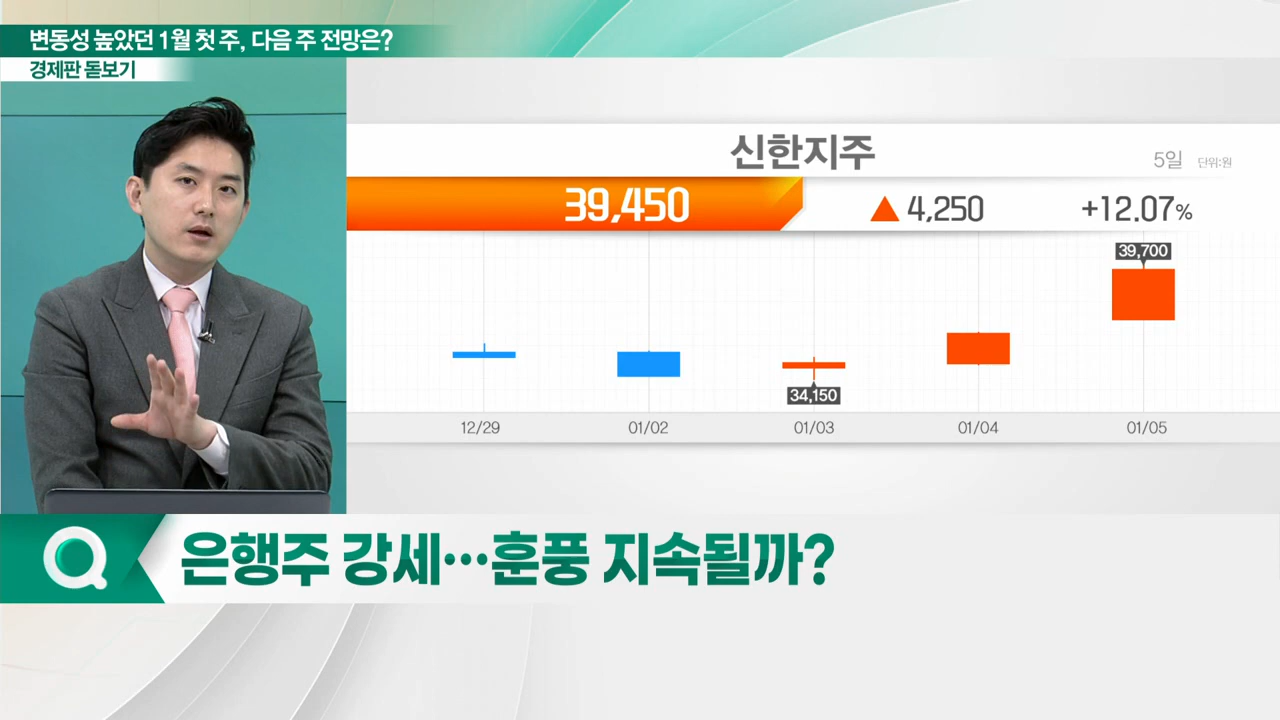 변동성 높았던 1월 첫 주, 다음 주 전망은?
경제판 돋보기
신한지주
5일 단위:원
39,450 ▲ 4,250 +12.07%
39,700
34,150
12/29 01/02 01/03 01/04 01/05
은행주 강세…훈풍 지속될까?